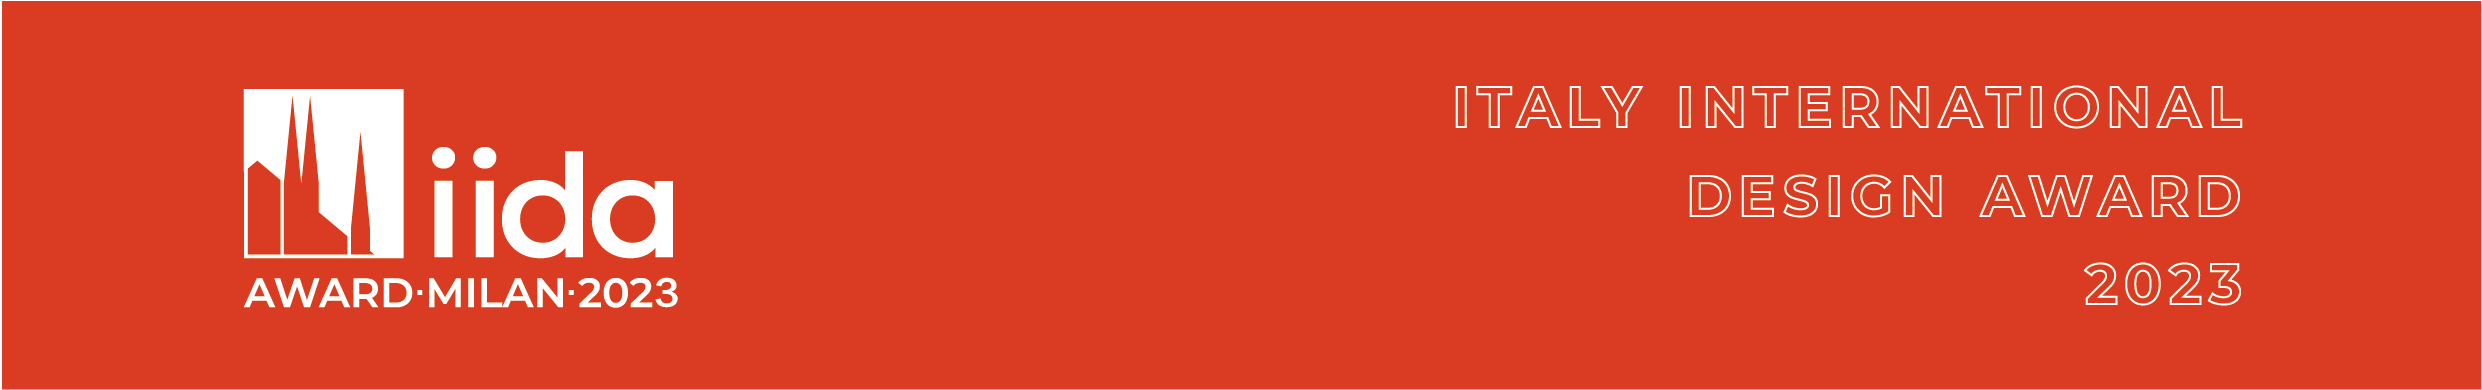 iida
AWARD·MILAN·2023
ITALY INTERNATIONAL
DESIGN AWARD
2023